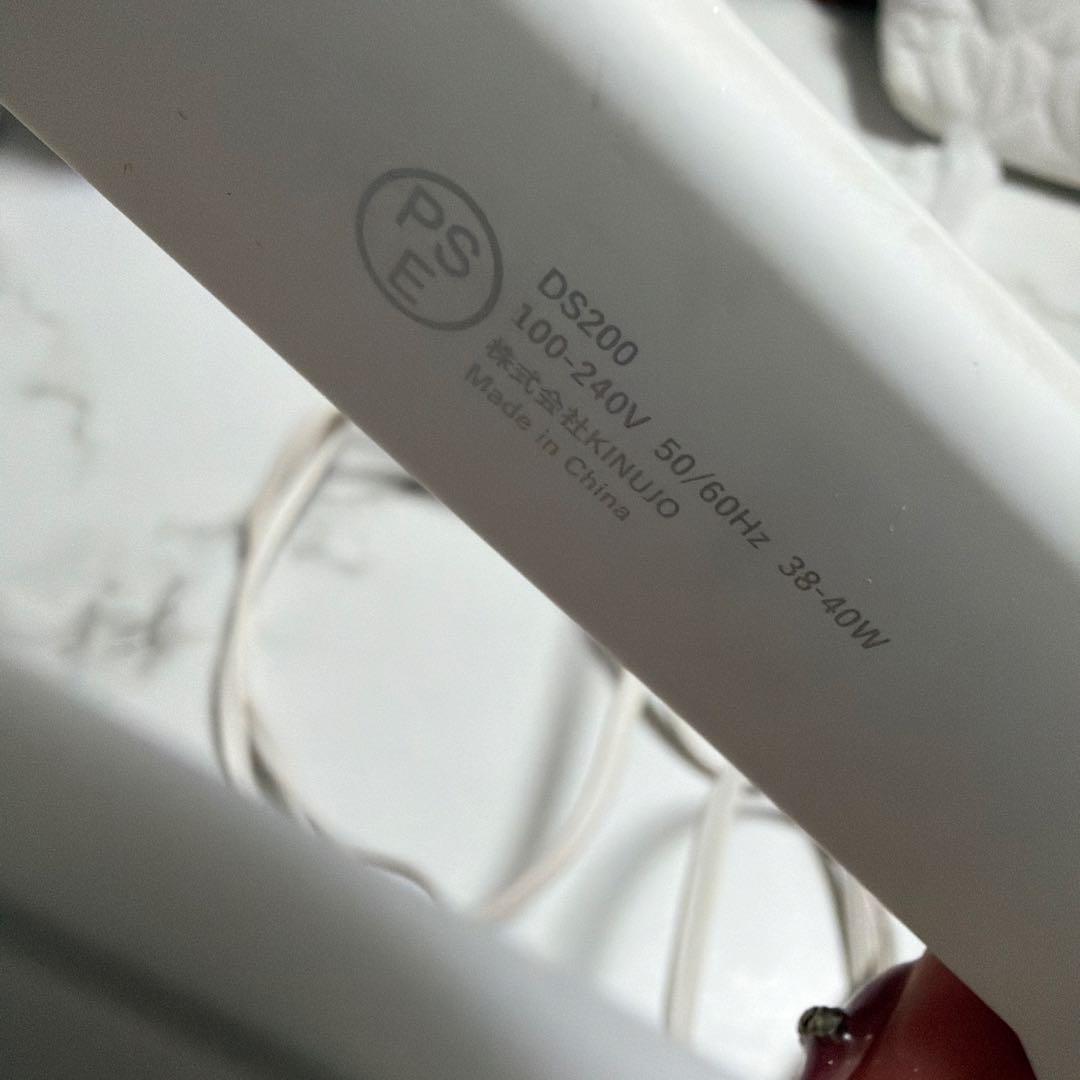 PS
E
DS200
100-240V 50/60Hz 38-40W
株式会社KINUJO
Made in China